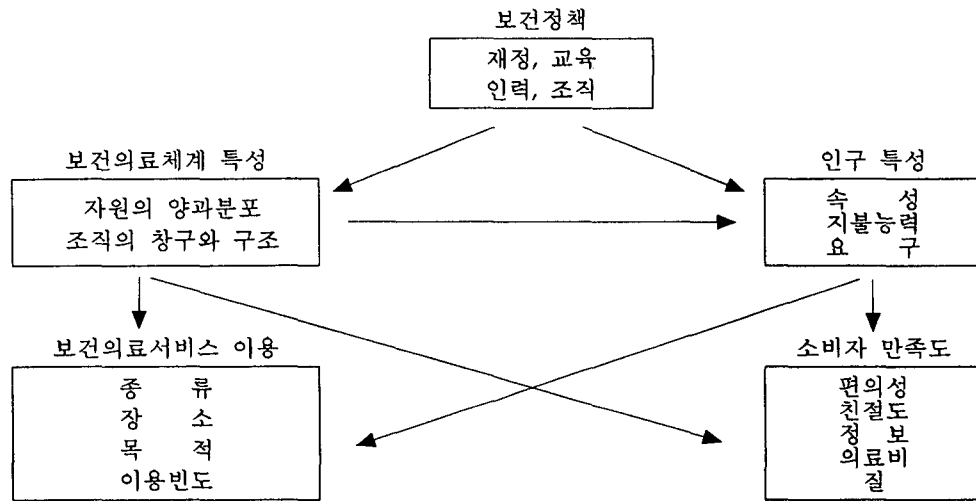 보건정책
재정, 교육
인력, 조직
보건의료체계 특성
자원의 양과분포
조직의 창구와 구조
인구 특성
속 성
지불능력
요 구
보건의료서비스 이용
종 류
장 소
목 적
이용빈도
소비자 만족도
편의성
친절도
정 보
의료비
질